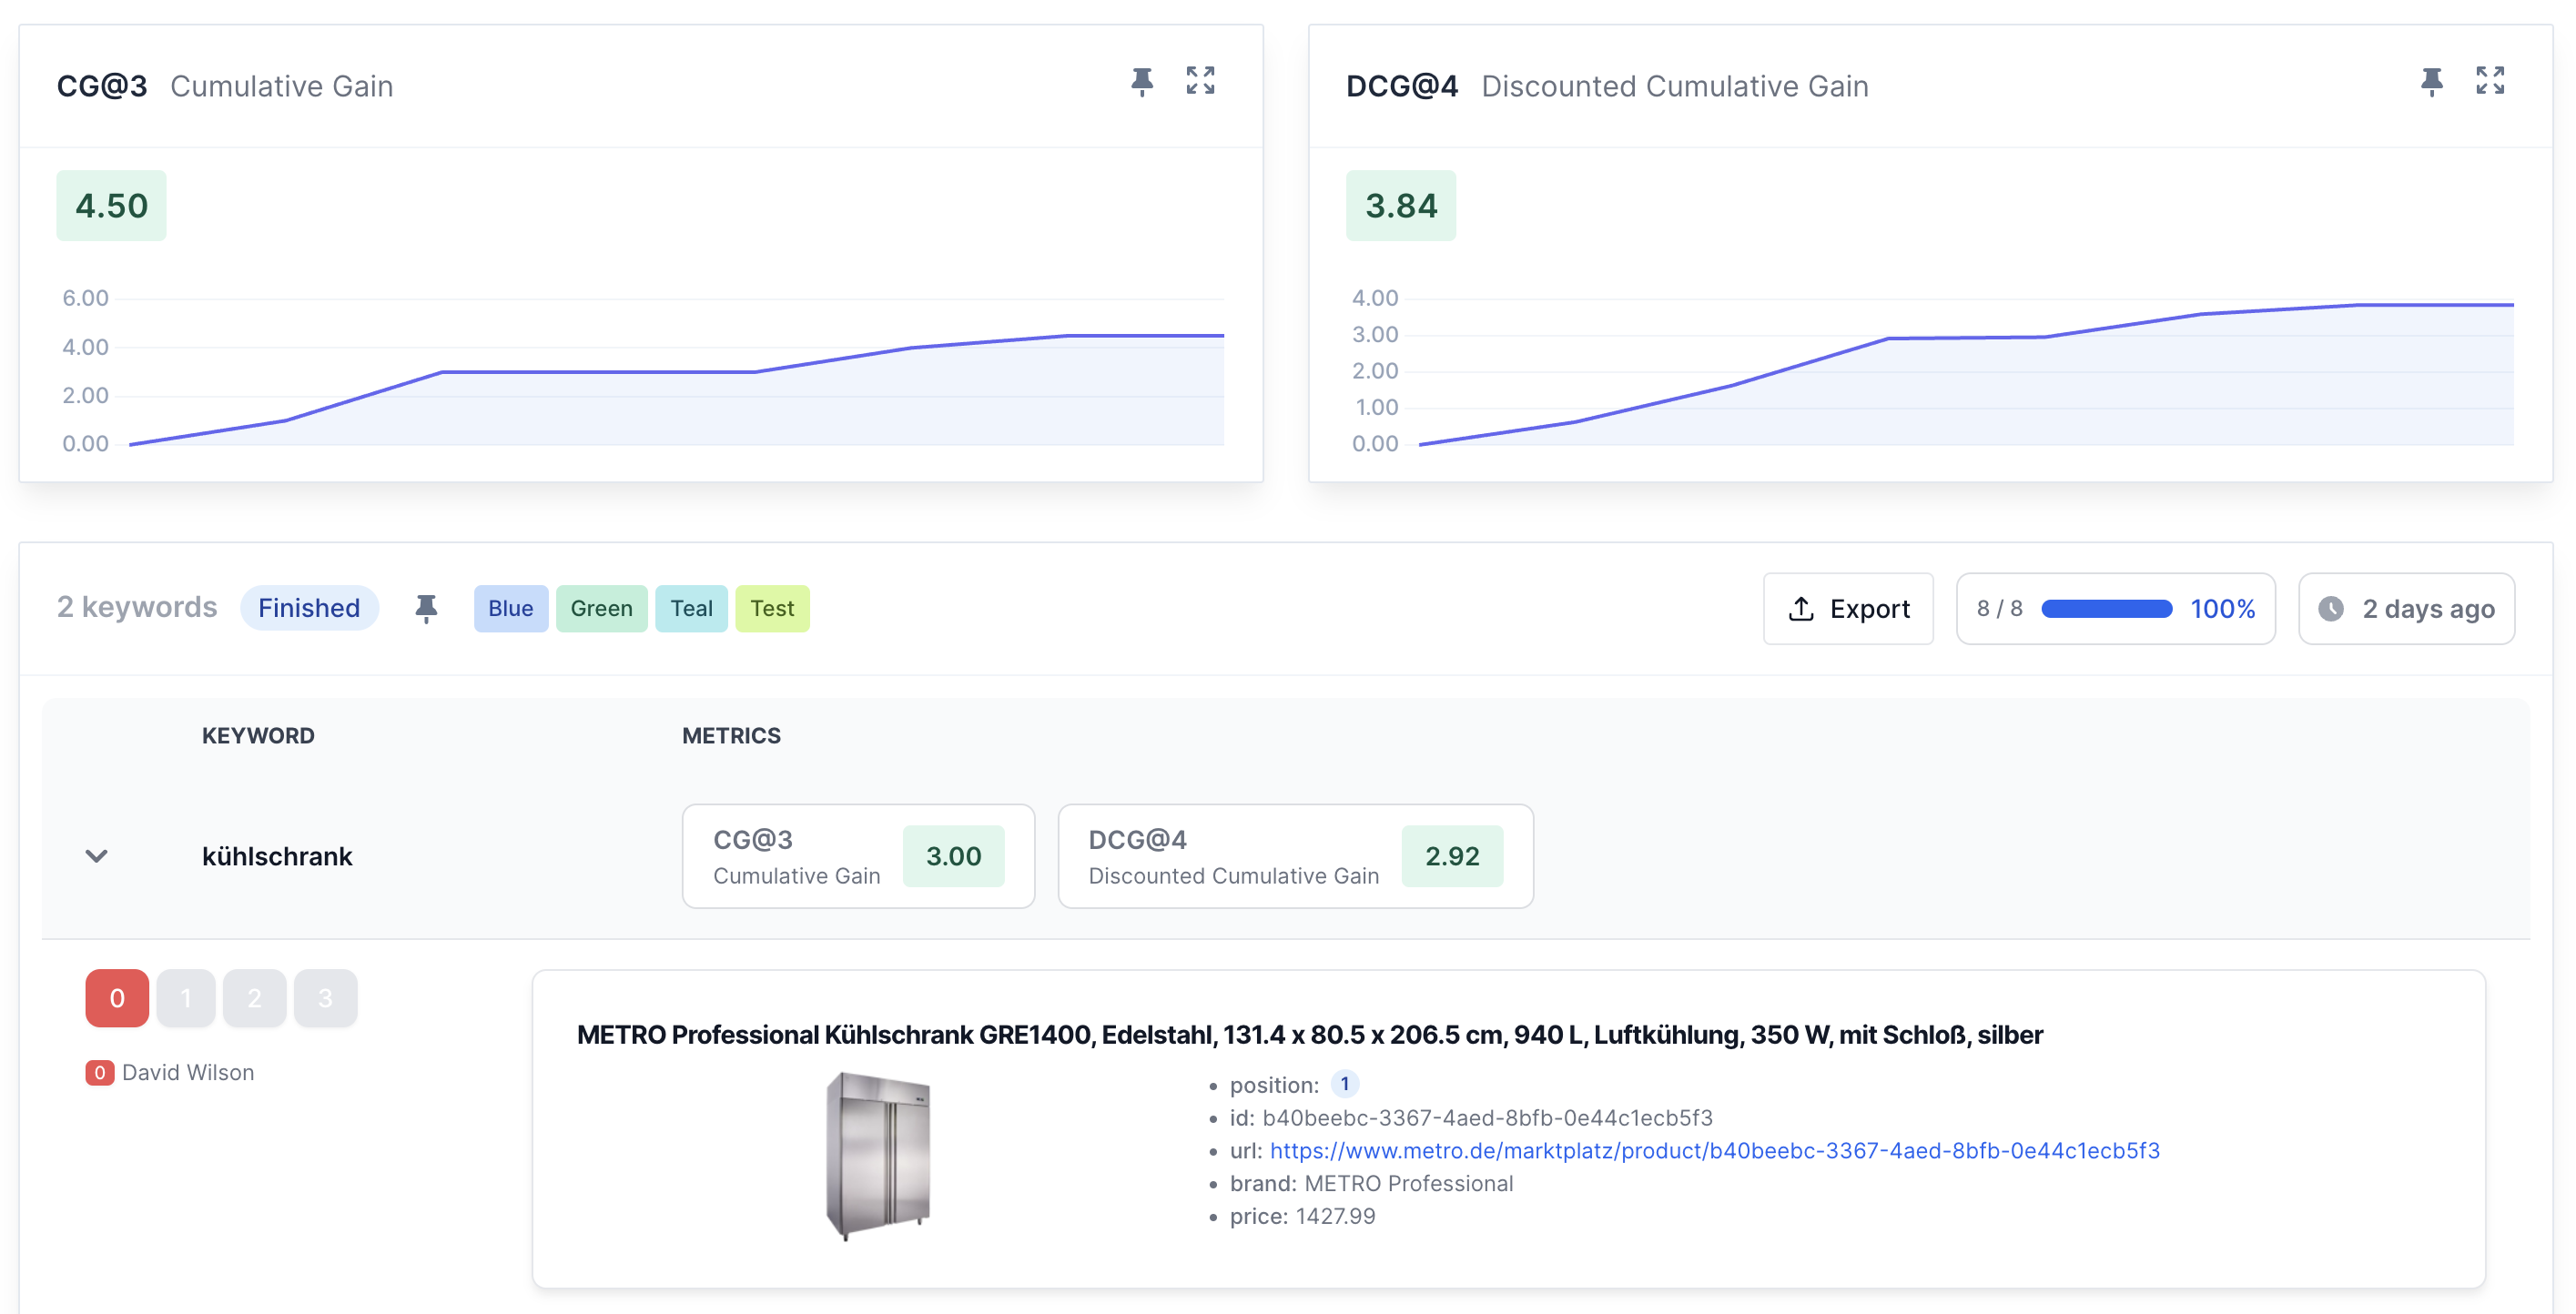 CG@3 Cumulative Gain
4.50
6.00
4.00
2.00
0.00
DCG@4 Discounted Cumulative Gain
3.84
4.00
3.00
2.00
1.00
0.00
2 keywords Finished Blue Green Teal Test Export 8 / 8 100% 2 days ago
KEYWORD METRICS
kühlschrank
CG@3
Cumulative Gain
3.00
DCG@4
Discounted Cumulative Gain
2.92
0 1 2 3
0 David Wilson
METRO Professional Kühlschrank GRE1400, Edelstahl, 131.4 x 80.5 x 206.5 cm, 940 L, Luftkühlung, 350 W, mit Schloß, silber
• position: 1
• id: b40beebc-3367-4aed-8bfb-0e44c1ecb5f3
• url: https://www.metro.de/marktplatz/product/b40beebc-3367-4aed-8bfb-0e44c1ecb5f3
• brand: METRO Professional
• price: 1427.99